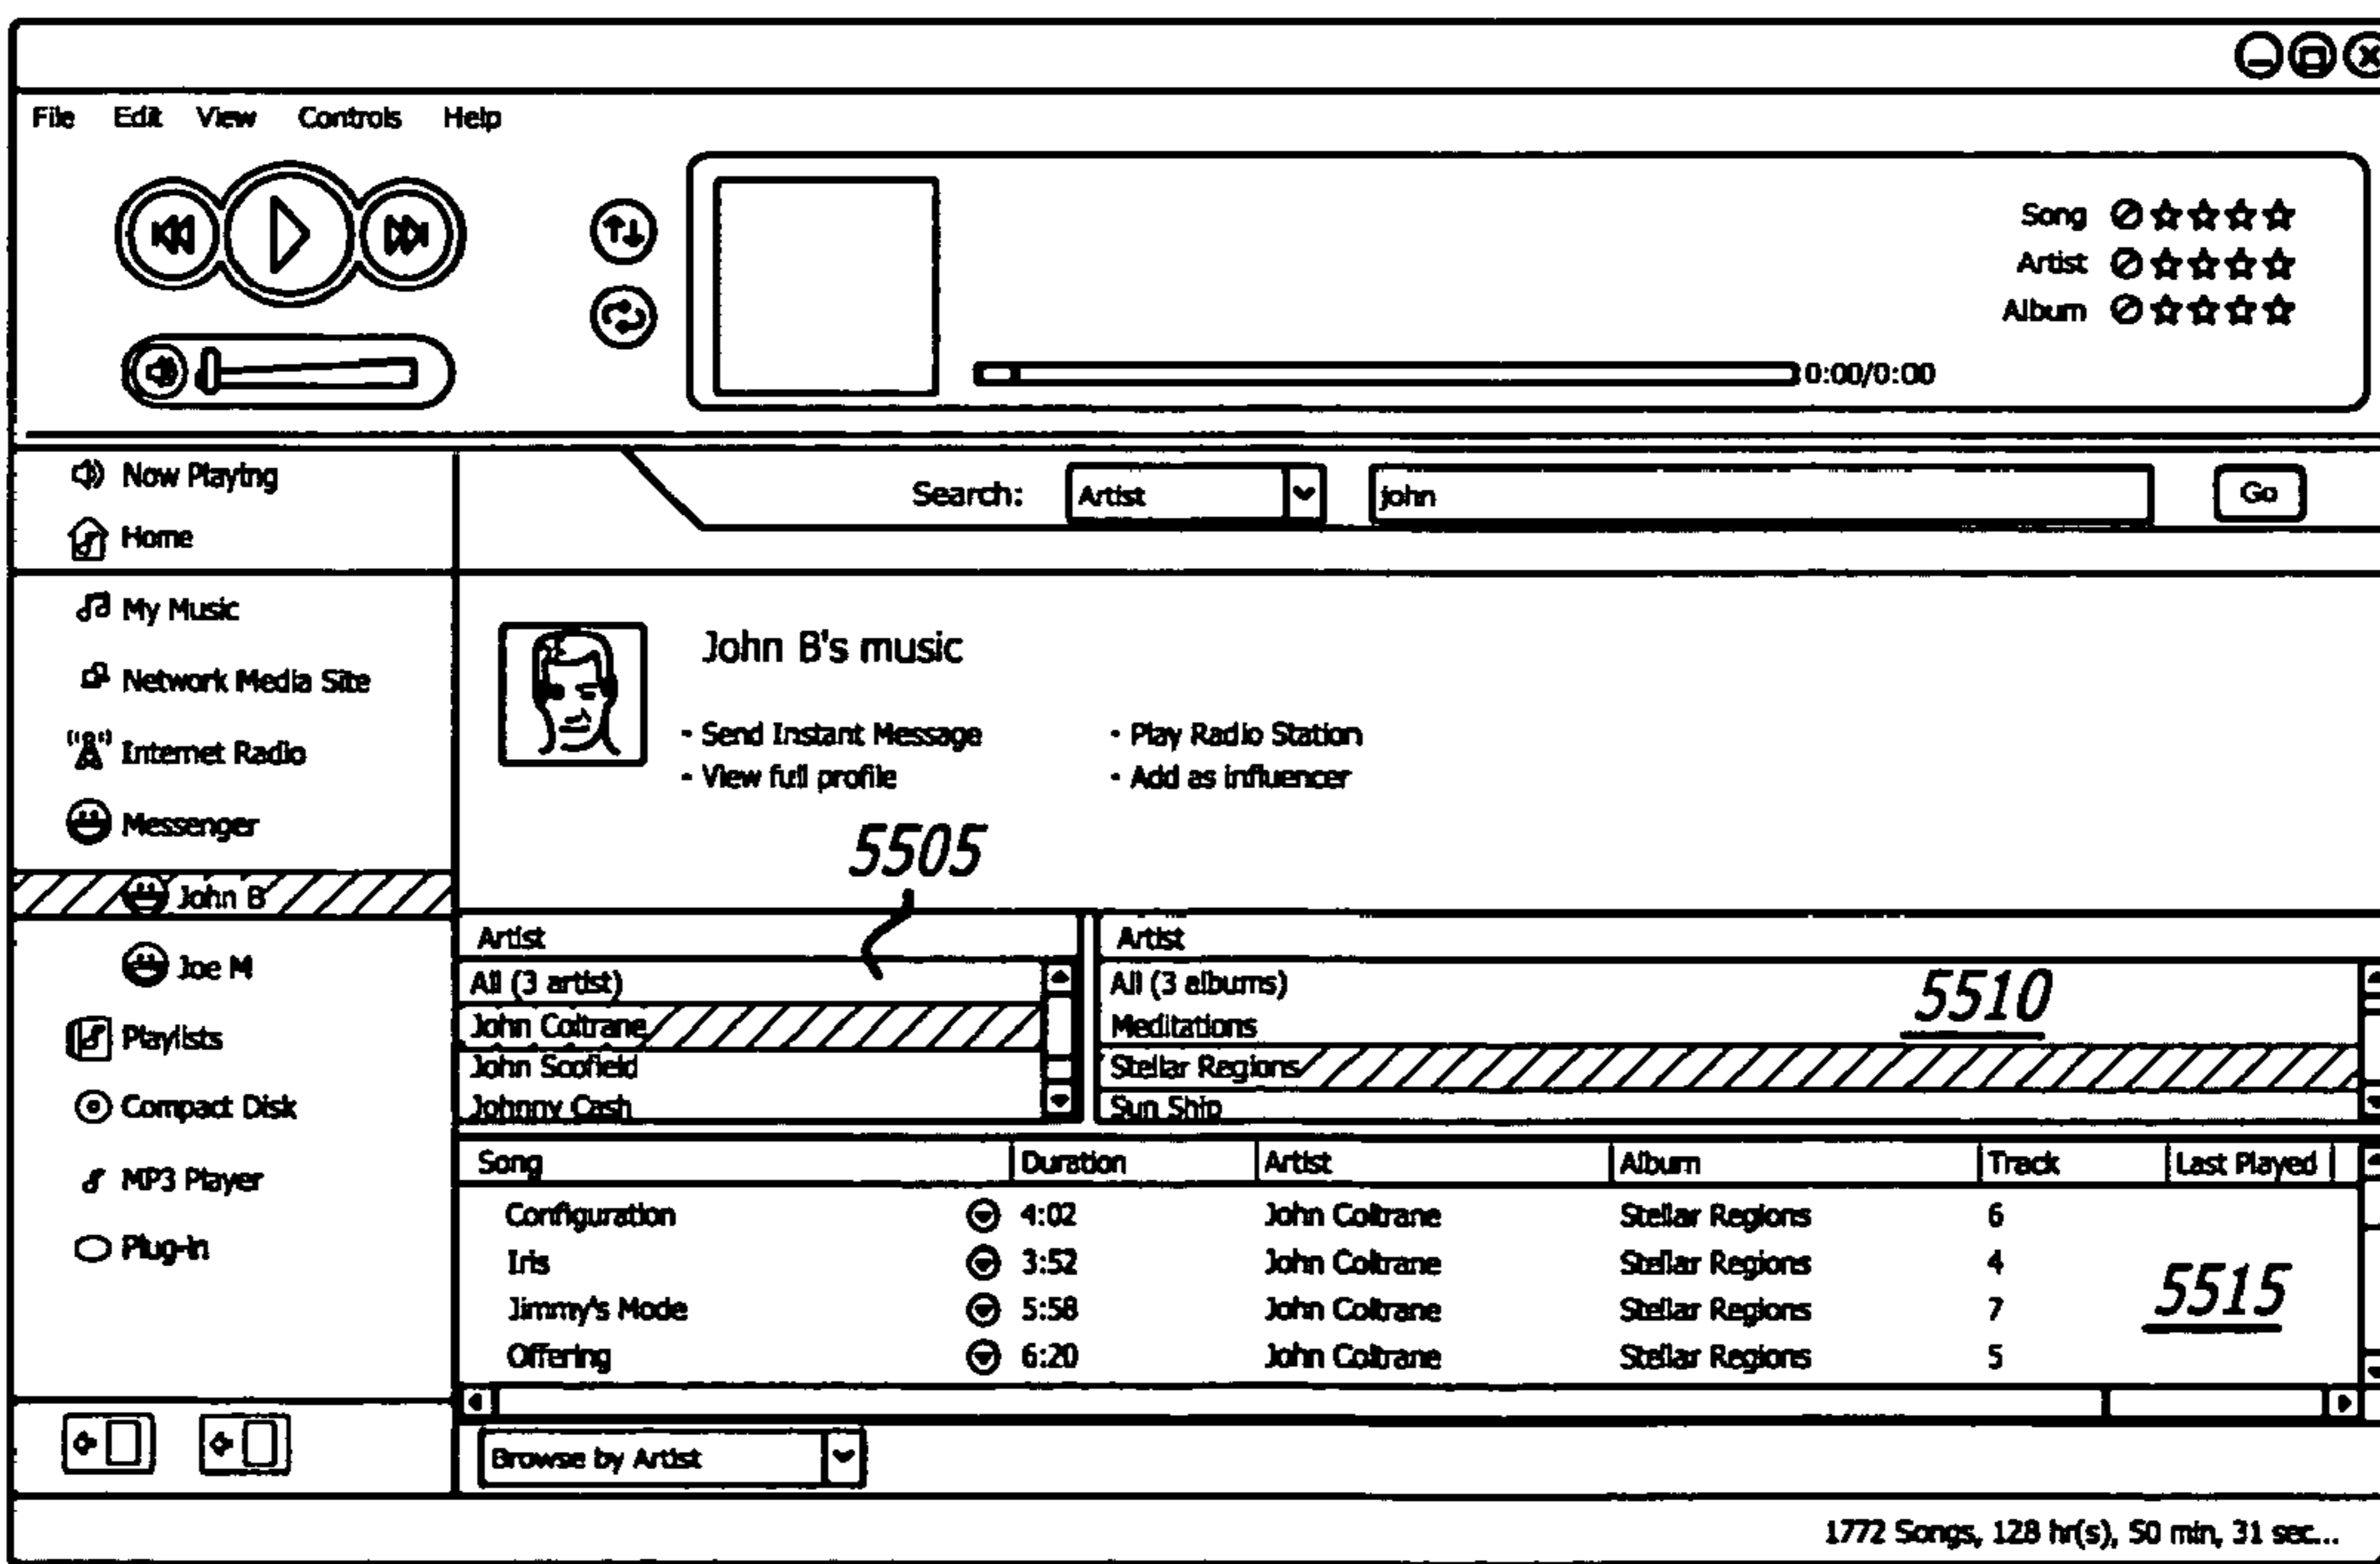 File Edit View Controls Help
Song
Artist
Album
0:00/0:00
Now Playing
Home
Search: Artist john Go
My Music
Network Media Site
Internet Radio
Messenger
John B
Joe M
Playlists
Compact Disk
MP3 Player
Plug-in
John B's music
- Send Instant Message - Play Radio Station
- View full profile - Add as influencer
5505
Artist
All (3 artist)
John Coltrane
John Scofield
Johnny Cash
Artist
All (3 albums)
Meditations
Stellar Regions
Sun Ship
5510
Song Duration Artist Album Track Last Played
Configuration 4:02 John Coltrane Stellar Regions 6
Iris 3:52 John Coltrane Stellar Regions 4
Jimmy's Mode 5:58 John Coltrane Stellar Regions 7
Offering 6:20 John Coltrane Stellar Regions 5
5515
Browse by Artist
1772 Songs, 128 hr(s), 50 min, 31 sec...